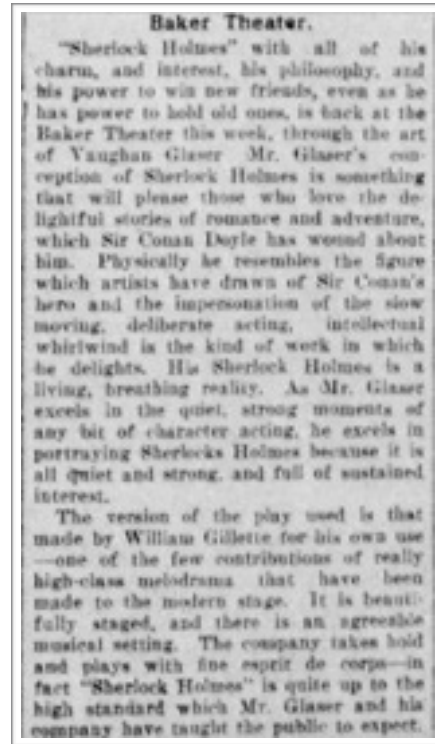 Baker Theater.
"Sherlock Holmes" with all of his
charm, and interest, his philosophy, and
his power to win new friends, even as he
has power to hold old ones, is back at the
Baker Theater this week, through the art
of Vaughan Glaser Mr. Glaser's con-
ception of Sherlock Holmes is something
that will please those who love the de-
lightful stories of romance and adventure,
which Sir Conan Doyle has wound about
him. Physically he resembles the figure
which artists have drawn of Sir Conan's
hero and the impersonation of the slow
moving, deliberate acting, intellectual
whirlwind is the kind of work in which
he delights. His Sherlock Holmes is a
living, breathing reality. As Mr. Glaser
excels in the quiet, strong moments of
any bit of character acting, he excels in
portraying Sherlocks Holmes because it is
all quiet and strong, and full of sustained
interest.
The version of the play used is that
made by William Gillette for his own use
—one of the few contributions of really
high-class melodrama that have been
made to the modern stage. It is beauti-
fully staged, and there is an agreeable
musical setting. The company takes hold
and plays with fine esprit de corps—in
fact "Sherlock Holmes" is quite up to the
high standard which Mr. Glaser and his
company have taught the public to expect.